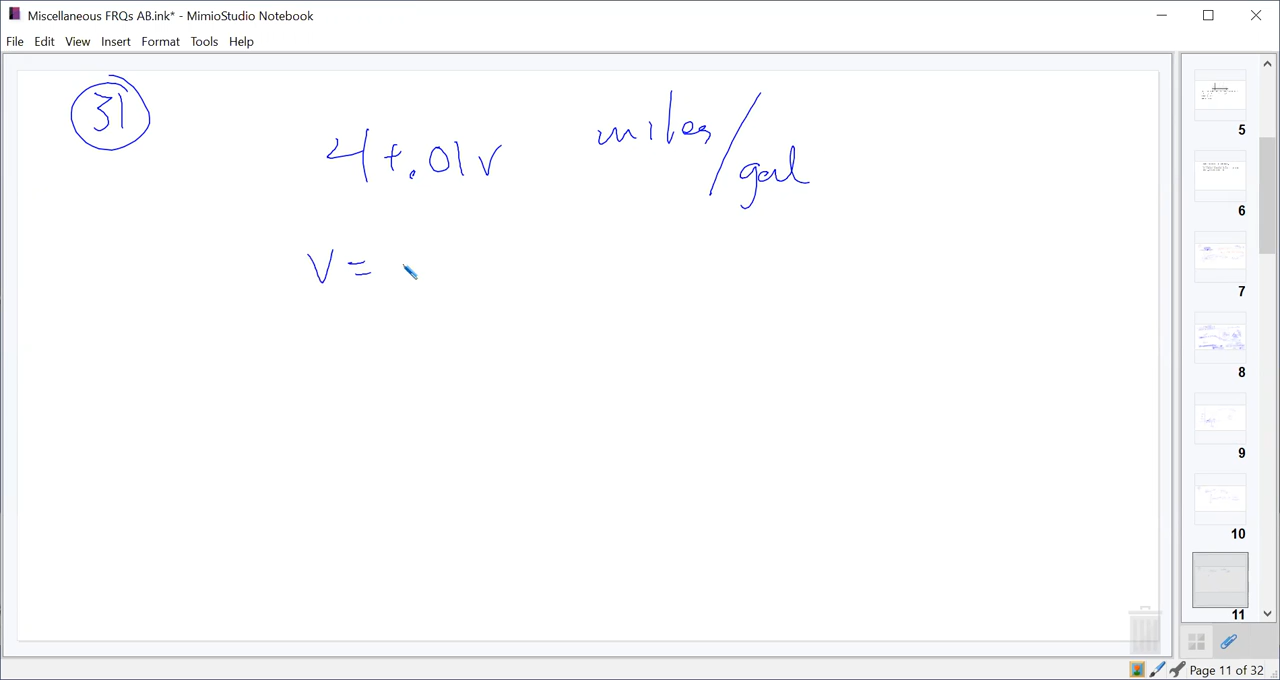 Miscellaneous FRQs AB.ink* - MimioStudio Notebook
File Edit View Insert Format Tools Help
31
4 + .01v miles/gal
v =
5
6
7
8
9
10
11
Page 11 of 32